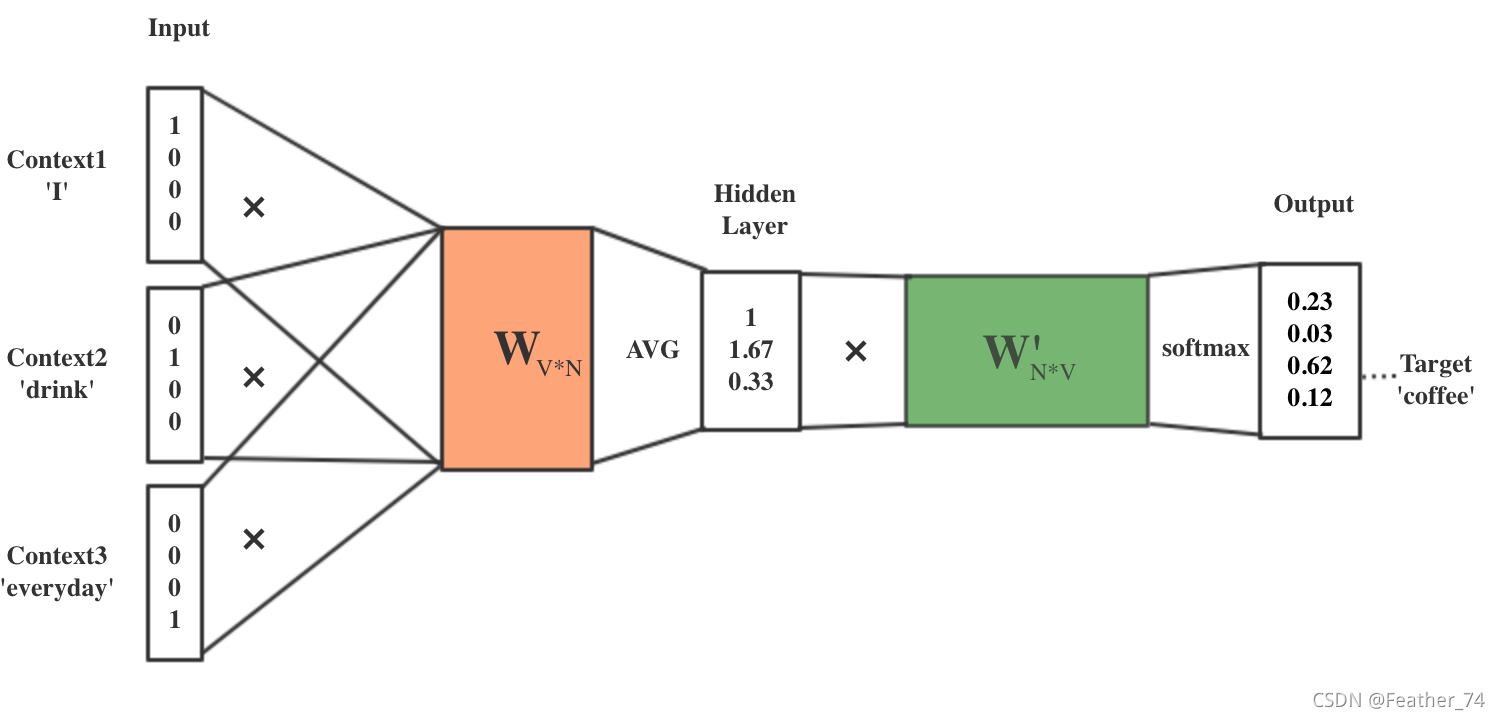 Input
Context1
'I'
1
0
0
0
×
Context2
'drink'
0
1
0
0
×
Context3
'everyday'
0
0
0
1
×
W V*N
AVG
Hidden
Layer
1
1.67
0.33
×
W' N*V
softmax
Output
0.23
0.03
0.62
0.12
Target
'coffee'
CSDN @Feather_74